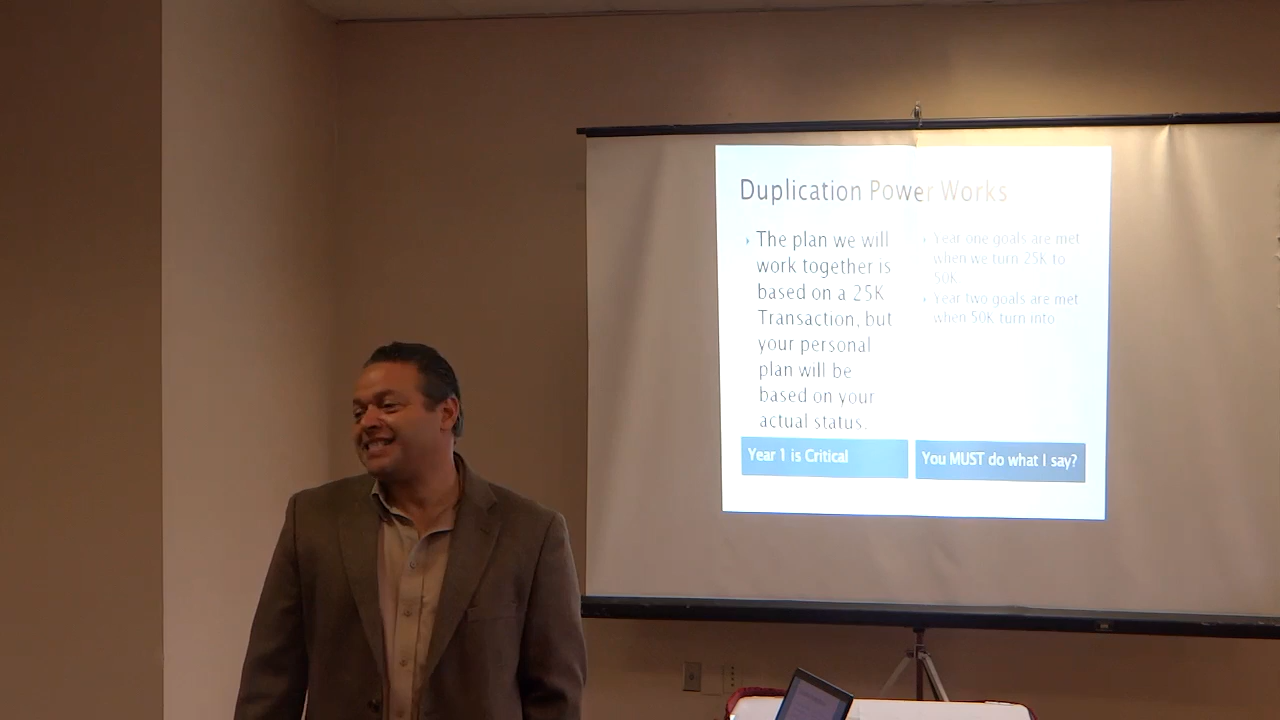 Duplication Power Works
The plan we will
work together is
based on a 25K
Transaction, but
your personal
plan will be
based on your
actual status.
Year one goals are met
when we turn 25K to
50K
Year two goals are met
when 50K turn into
Year 1 is Critical
You MUST do what I say?